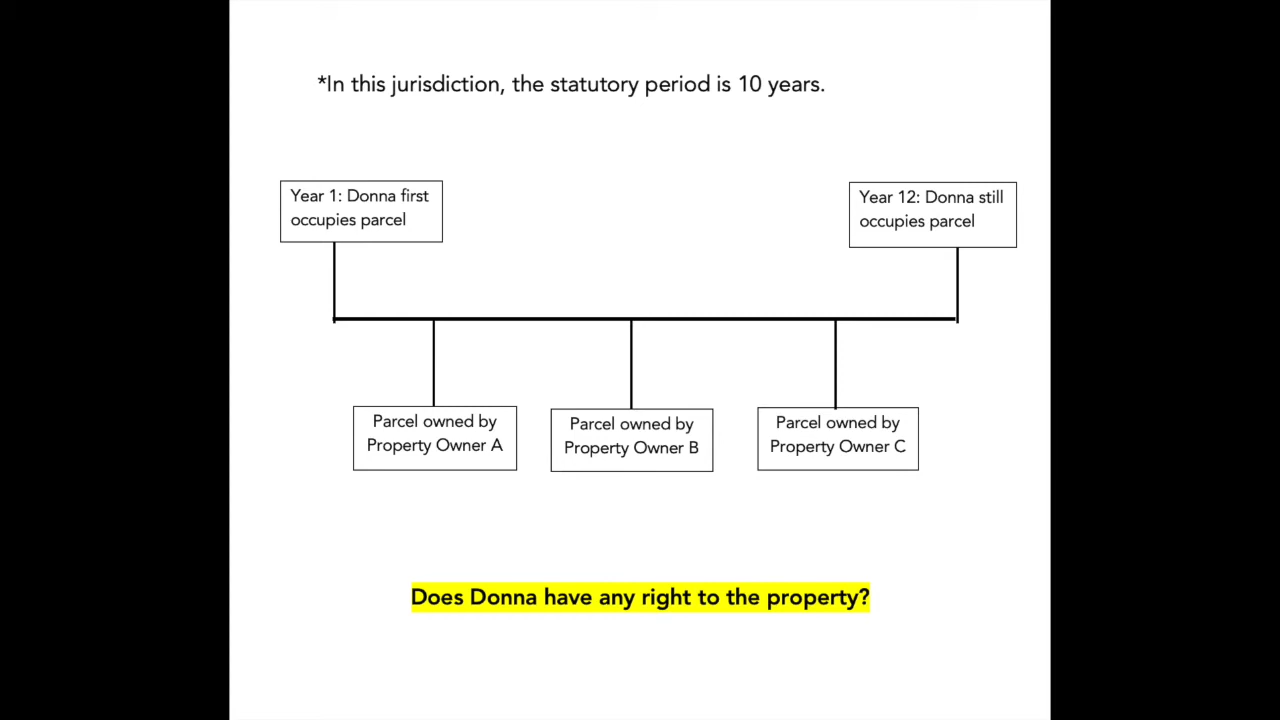 *In this jurisdiction, the statutory period is 10 years.
Year 1: Donna first
occupies parcel
Year 12: Donna still
occupies parcel
Parcel owned by
Property Owner A
Parcel owned by
Property Owner B
Parcel owned by
Property Owner C
Does Donna have any right to the property?